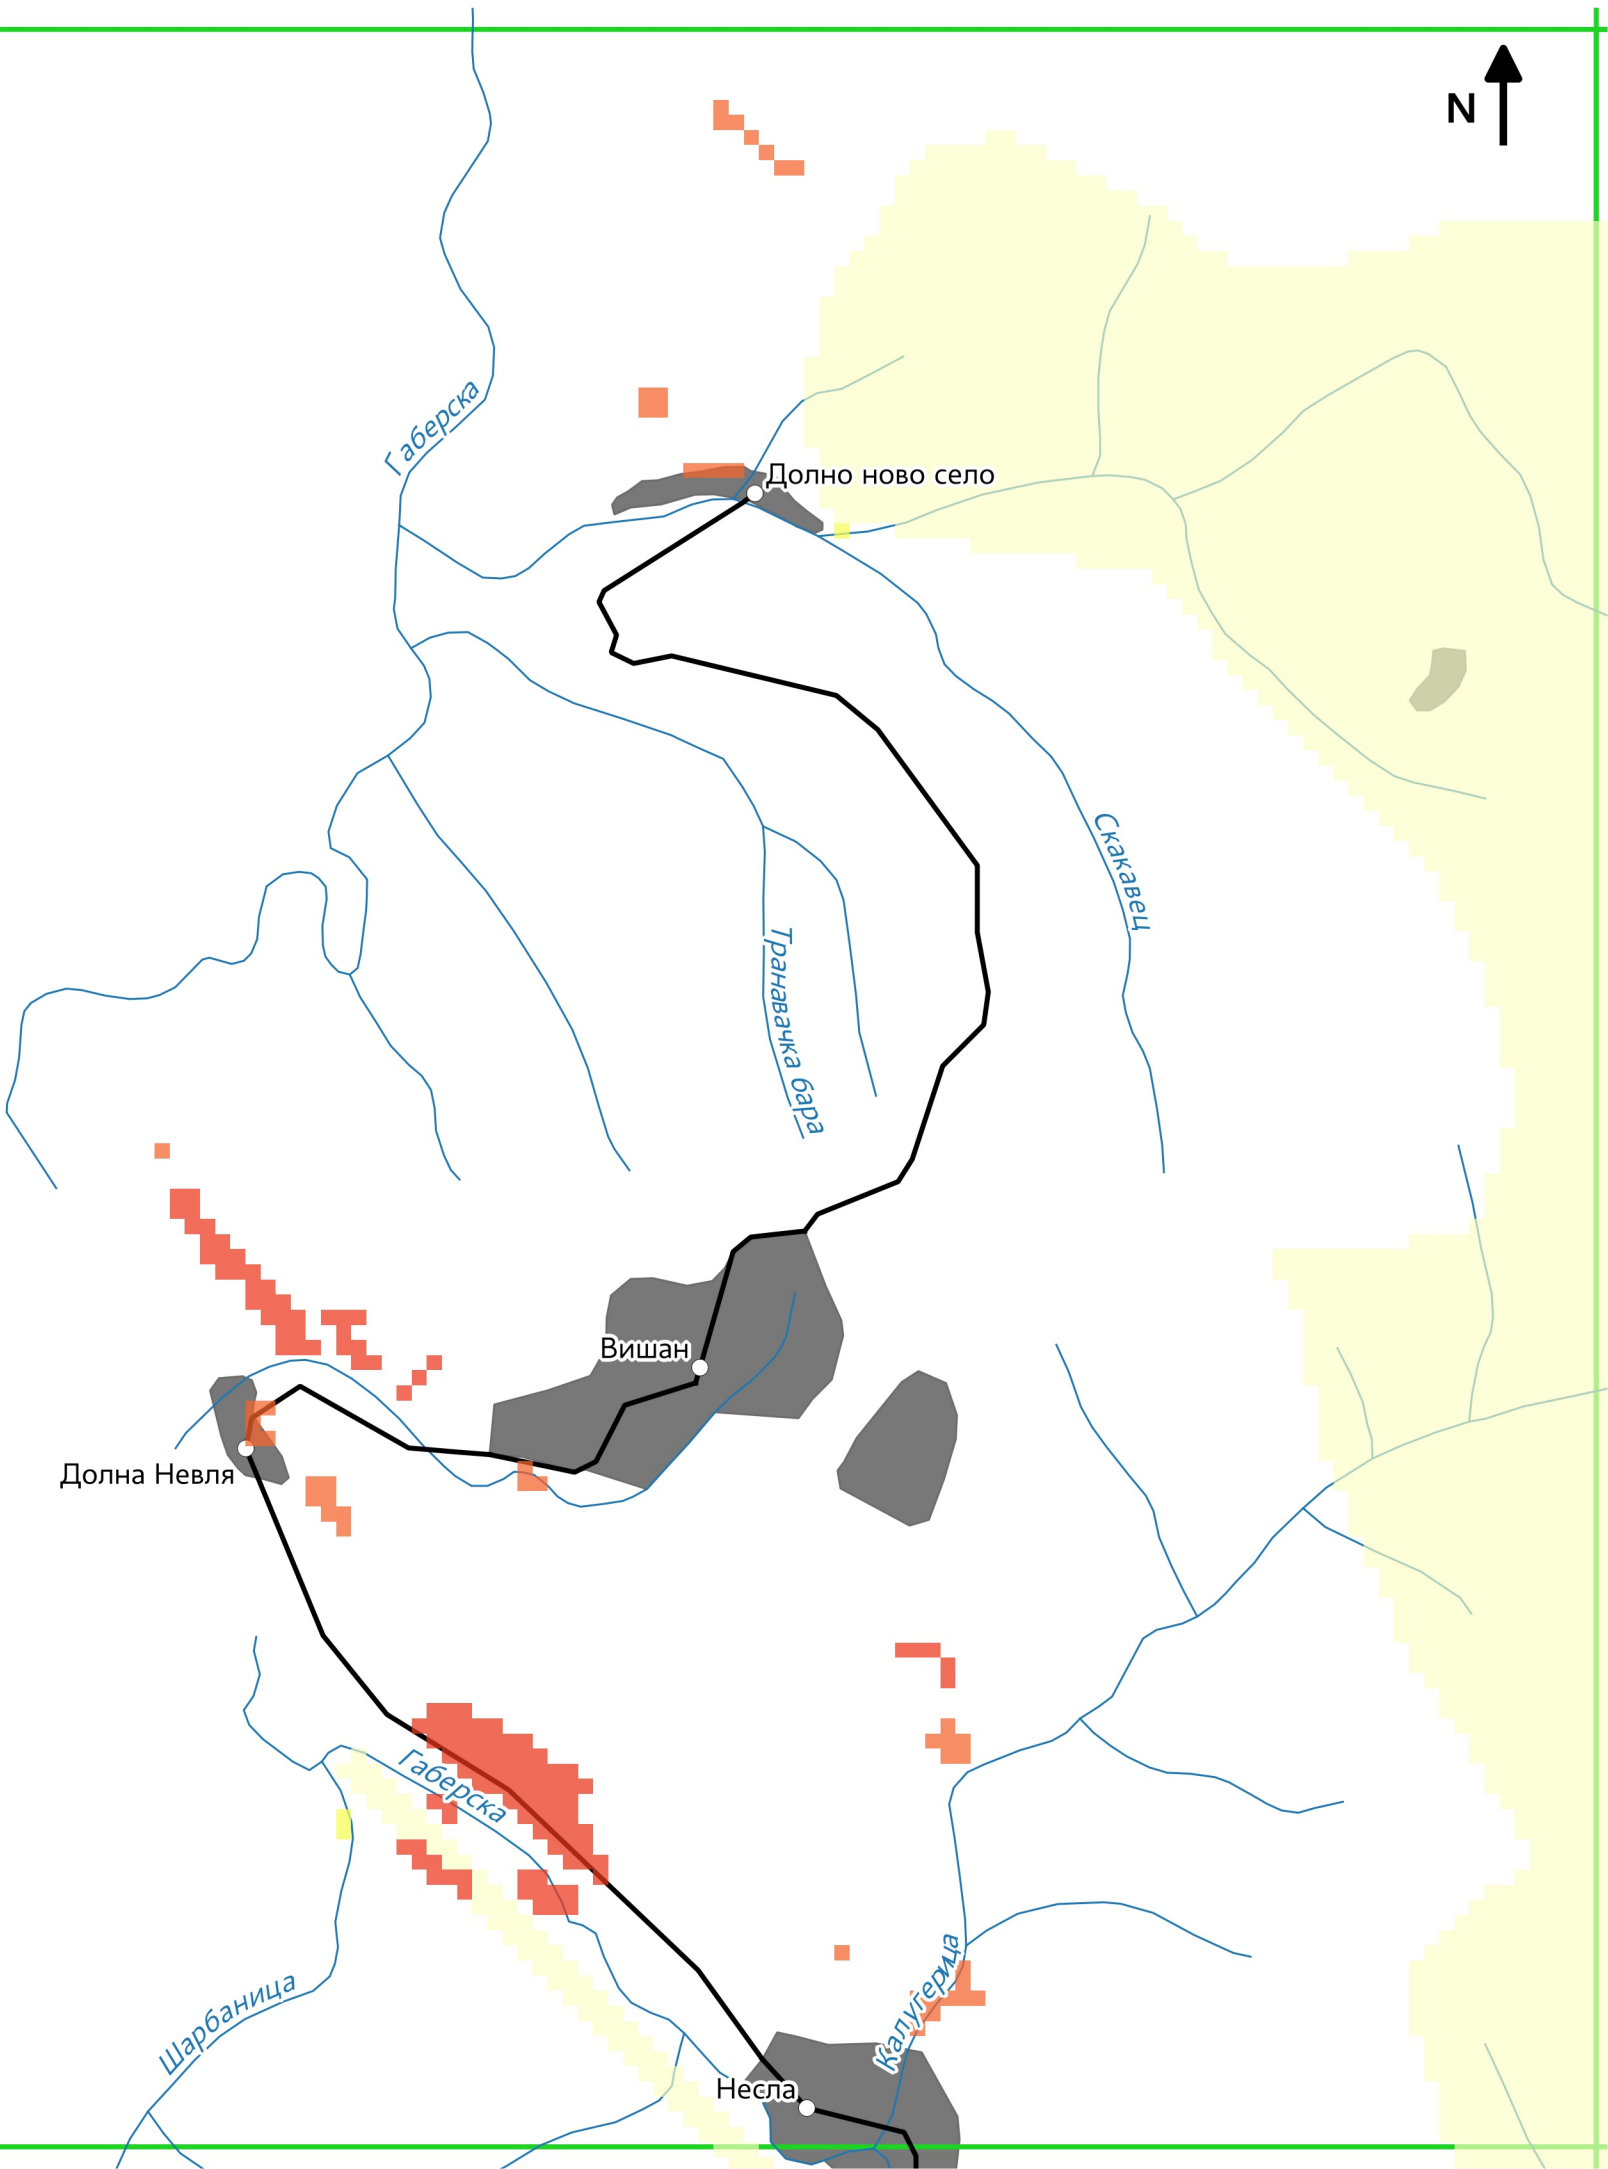 N
Габерска
Долно ново село
Скакавец
Транавачка бара
Вишан
Долна Невля
Габерска
Калугерица
Шарбаница
Несла